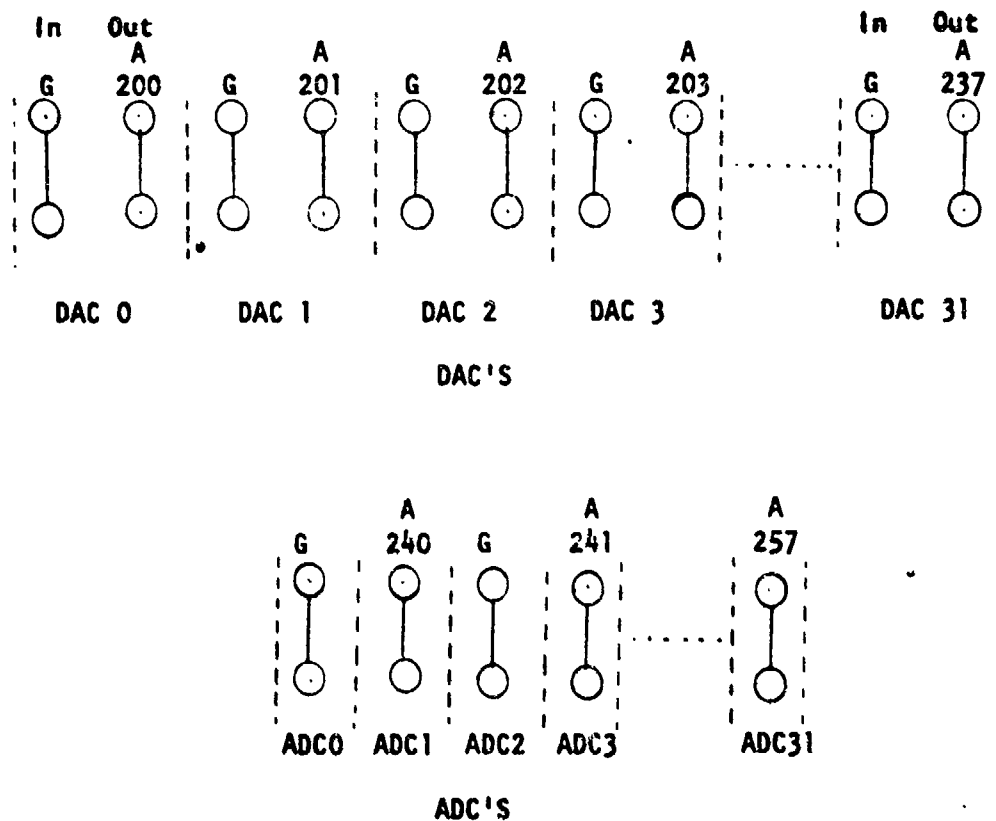 In Out In Out
A A A A A
G 200 G 201 G 202 G 203 G 237
DAC 0 DAC 1 DAC 2 DAC 3 DAC 31
DAC'S
A A A
G 240 G 241 257
ADC0 ADC1 ADC2 ADC3 ADC31
ADC'S